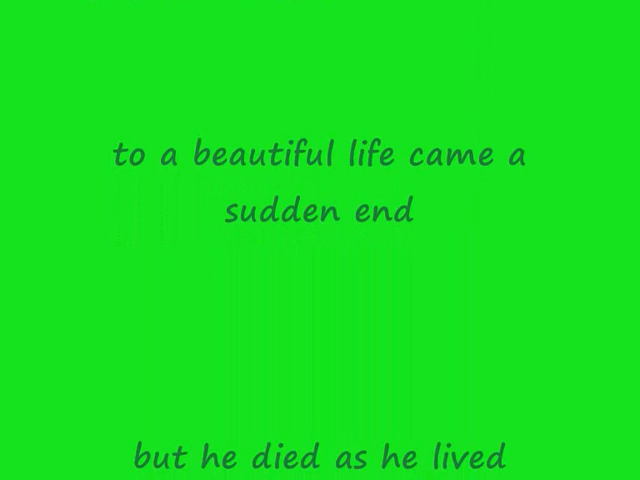 to a beautiful life came a
sudden end
but he died as he lived